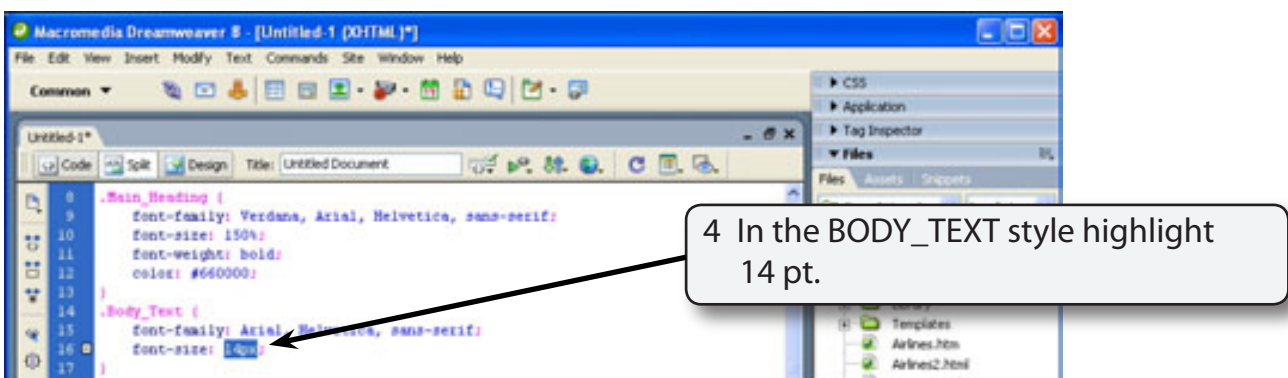 Macromedia Dreamweaver 8 - [Untitled-1 (XHTML)*]
File Edit View Insert Modify Text Commands Site Window Help
Common
CSS
Application
Tag Inspector
Files
Files Assets Snippets
Untitled-1*
Code Split Design Title: Untitled Document
8 .Main_Heading {
9 font-family: Verdana, Arial, Helvetica, sans-serif;
10 font-size: 150%;
11 font-weight: bold;
12 color: #660000;
13 }
14 .Body_Text {
15 font-family: Arial, Helvetica, sans-serif;
16 font-size: 14px;
17 }
4 In the BODY_TEXT style highlight
14 pt.
Library
Templates
Airlines.htm
Airlines2.html